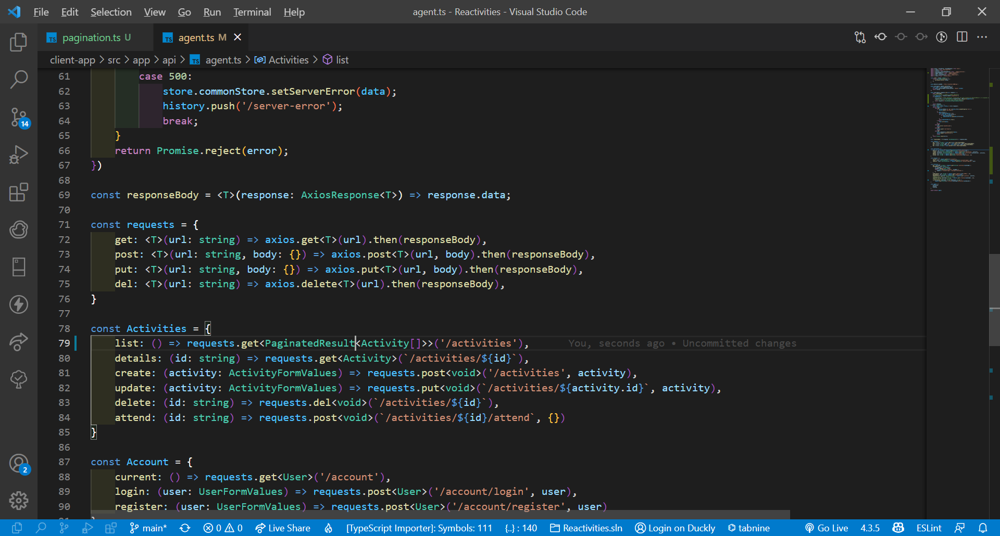 File Edit Selection View Go Run Terminal Help
agent.ts - Reactivities - Visual Studio Code
pagination.ts U
agent.ts M
client-app > src > app > api > TS agent.ts > Activities > list
61 case 500:
62 store.commonStore.setServerError(data);
63 history.push('/server-error');
64 break;
65 }
66 return Promise.reject(error);
67 })
68
69 const responseBody = <T>(response: AxiosResponse<T>) => response.data;
70
71 const requests = {
72 get: <T>(url: string) => axios.get<T>(url).then(responseBody),
73 post: <T>(url: string, body: {}) => axios.post<T>(url, body).then(responseBody),
74 put: <T>(url: string, body: {}) => axios.put<T>(url, body).then(responseBody),
75 del: <T>(url: string) => axios.delete<T>(url).then(responseBody),
76 }
77
78 const Activities = {
79 list: () => requests.get<PaginatedResult<Activity[]>>('/activities'), You, seconds ago • Uncommitted changes
80 details: (id: string) => requests.get<Activity>(`/activities/${id}`),
81 create: (activity: ActivityFormValues) => requests.post<void>('/activities', activity),
82 update: (activity: ActivityFormValues) => requests.put<void>(`/activities/${activity.id}`, activity),
83 delete: (id: string) => requests.del<void>(`/activities/${id}`),
84 attend: (id: string) => requests.post<void>(`/activities/${id}/attend`, {})
85 }
86
87 const Account = {
88 current: () => requests.get<User>('/account'),
89 login: (user: UserFormValues) => requests.post<User>('/account/login', user),
90 register: (user: UserFormValues) => requests.post<User>('/account/register', user)
14
2
main* 0 0 Live Share [TypeScript Importer]: Symbols: 111 {..} : 140 Reactivities.sln Login on Duckly tabnine Go Live 4.3.5 ESLint